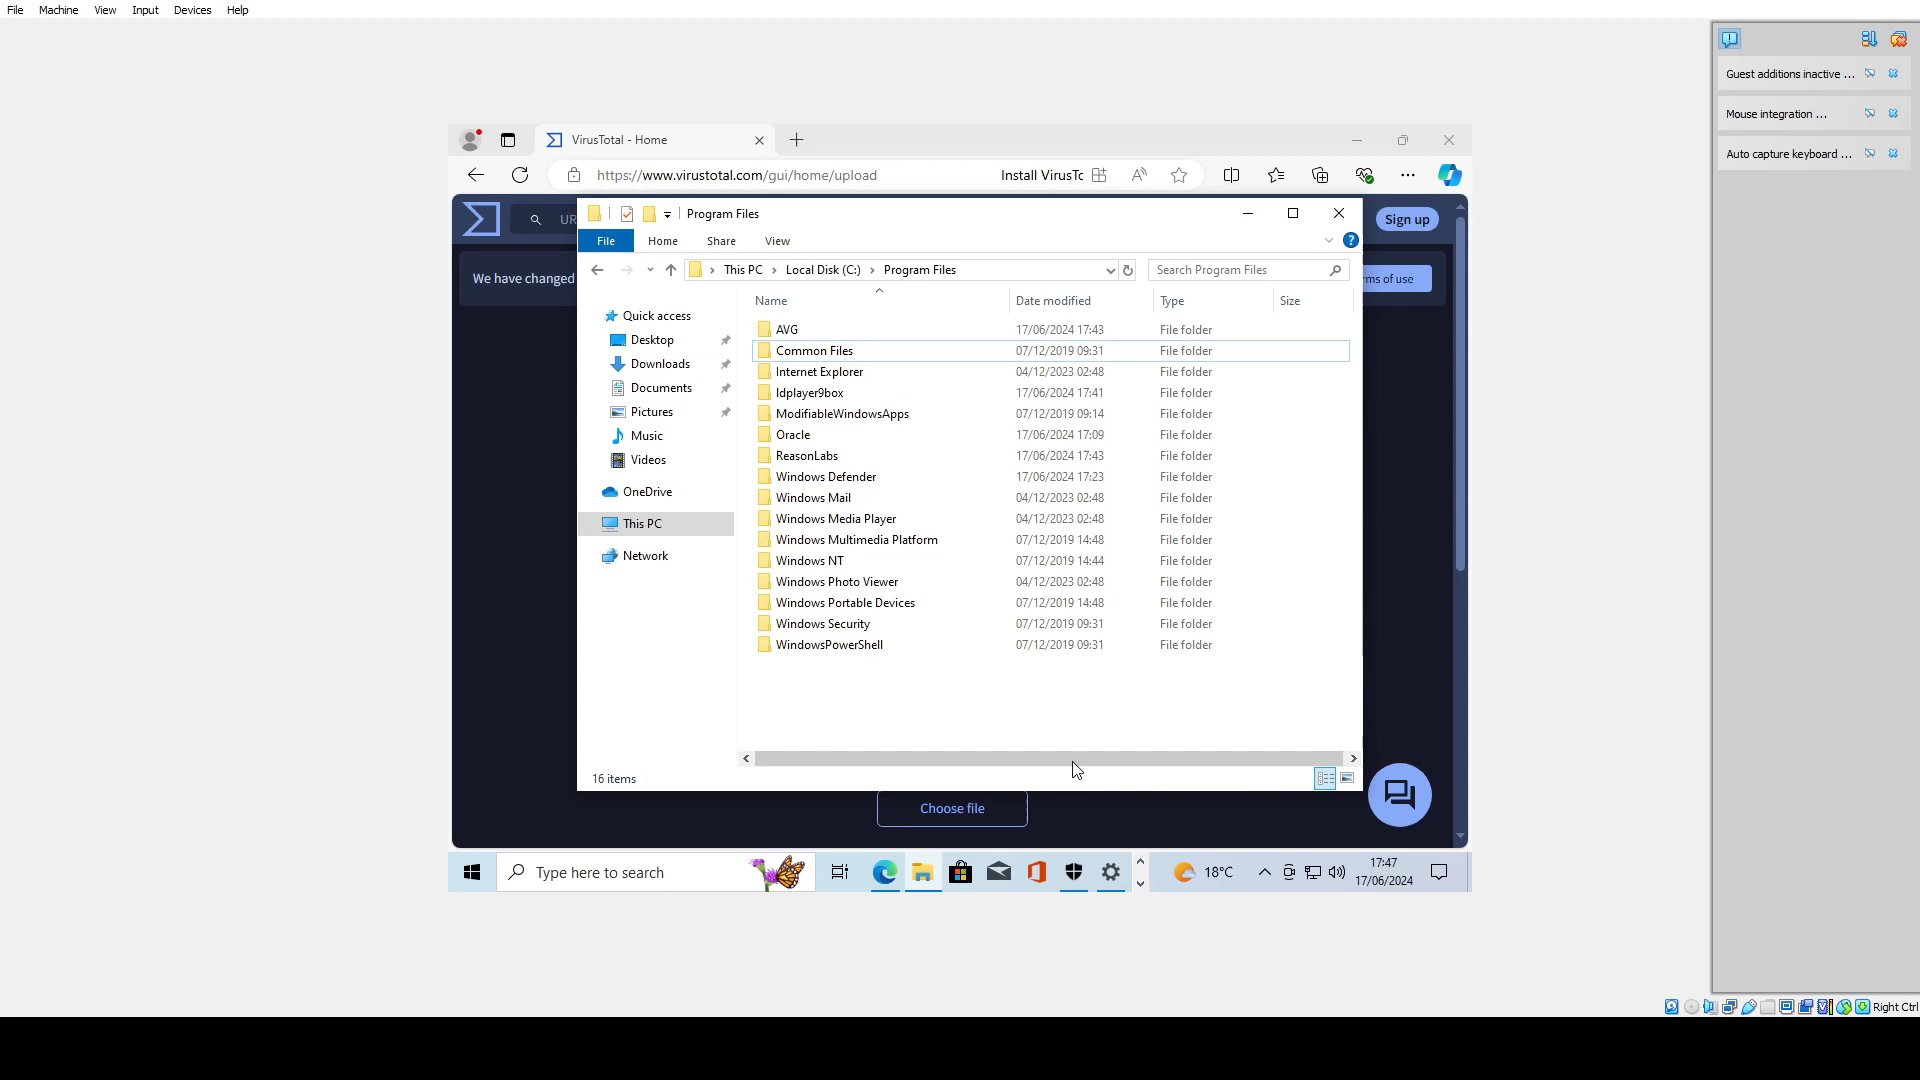 File Machine View Input Devices Help
Guest additions inactive ...
Mouse integration ...
Auto capture keyboard ...
VirusTotal - Home
https://www.virustotal.com/gui/home/upload Install VirusTc
UR
Sign up
We have changed
ms of use
Program Files
File Home Share View
This PC Local Disk (C:) Program Files Search Program Files
Name Date modified Type Size
Quick access
Desktop
Downloads
Documents
Pictures
Music
Videos
OneDrive
This PC
Network
AVG 17/06/2024 17:43 File folder
Common Files 07/12/2019 09:31 File folder
Internet Explorer 04/12/2023 02:48 File folder
ldplayer9box 17/06/2024 17:41 File folder
ModifiableWindowsApps 07/12/2019 09:14 File folder
Oracle 17/06/2024 17:09 File folder
ReasonLabs 17/06/2024 17:43 File folder
Windows Defender 17/06/2024 17:23 File folder
Windows Mail 04/12/2023 02:48 File folder
Windows Media Player 04/12/2023 02:48 File folder
Windows Multimedia Platform 07/12/2019 14:48 File folder
Windows NT 07/12/2019 14:44 File folder
Windows Photo Viewer 04/12/2023 02:48 File folder
Windows Portable Devices 07/12/2019 14:48 File folder
Windows Security 07/12/2019 09:31 File folder
WindowsPowerShell 07/12/2019 09:31 File folder
16 items
Choose file
Type here to search
18°C
17:47
17/06/2024
Right Ctrl